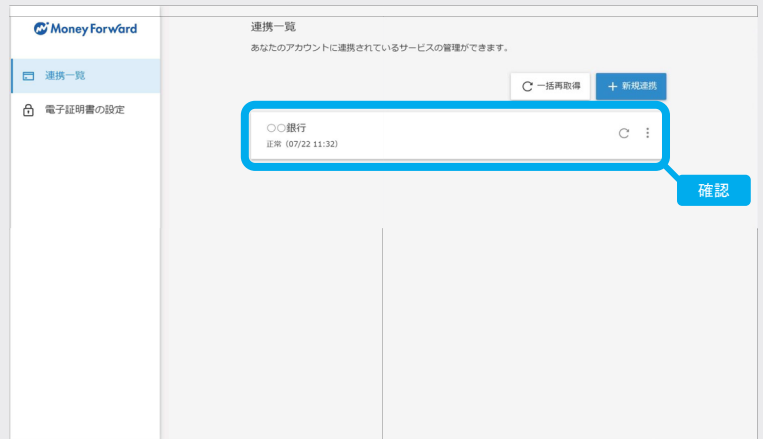 Money Forward
連携一覧
電子証明書の設定
連携一覧
あなたのアカウントに連携されているサービスの管理ができます。
一括再取得
+ 新規連携
○○銀行
正常 (07/22 11:32)
確認